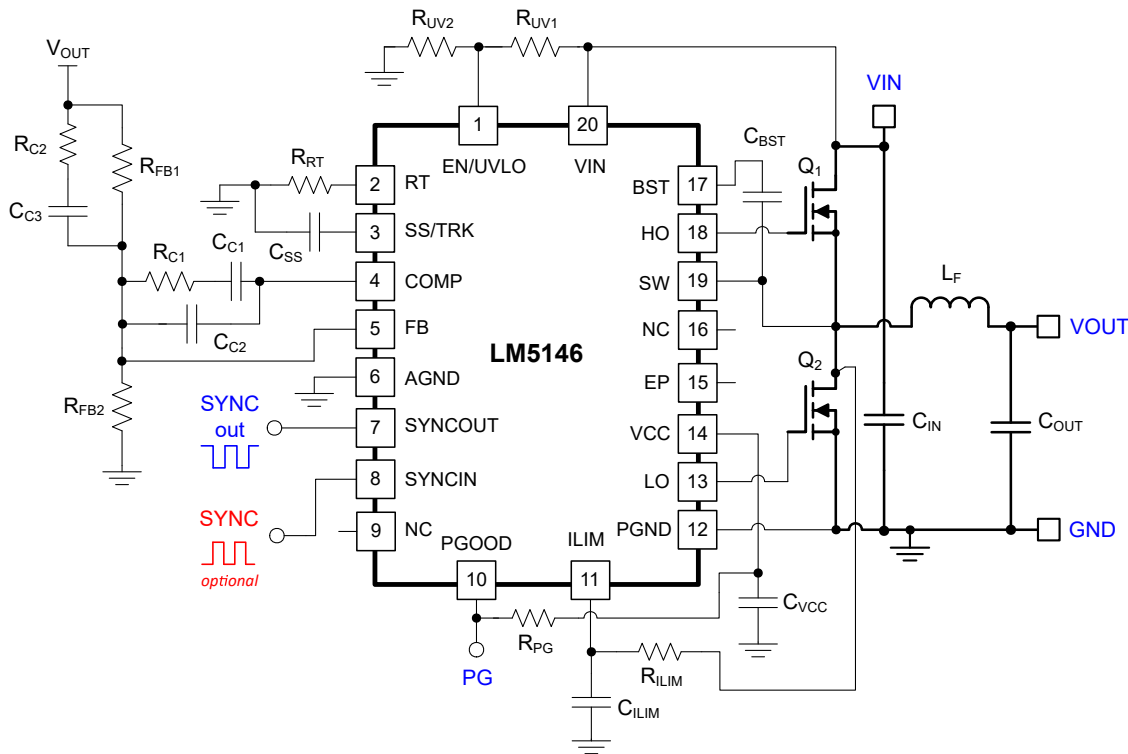 RUV2
RUV1
VOUT
VIN
1
20
CBST
RC2
RFB1
EN/UVLO
VIN
Q1
RRT
2
RT
BST
17
CC3
3
SS/TRK
HO
18
CSS
RC1
CC1
4
COMP
SW
19
LF
CC2
5
FB
NC
16
VOUT
LM5146
Q2
6
AGND
EP
15
RFB2
SYNC
out
7
SYNCOUT
VCC
14
CIN
COUT
8
SYNCIN
LO
13
SYNC
optional
9
NC
PGOOD
ILIM
PGND
12
GND
10
11
CVCC
RPG
PG
RILIM
CILIM